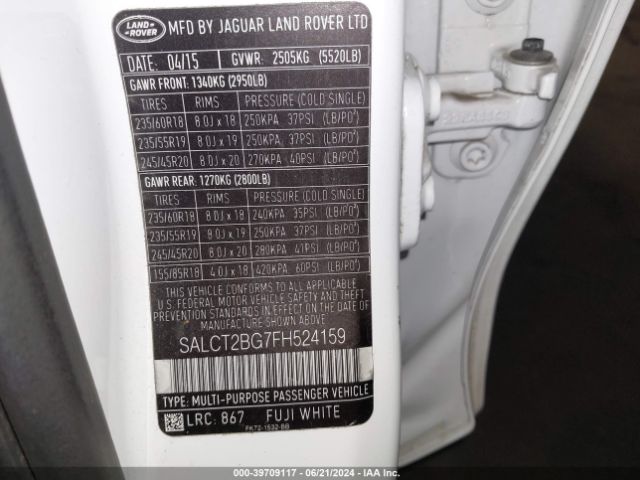 LAND ROVER
MFD BY JAGUAR LAND ROVER LTD
DATE: 04/15 GVWR: 2505KG (5520LB)
GAWR FRONT: 1340KG (2950LB)
TIRES RIMS PRESSURE (COLD SINGLE)
235/60R18 8.0J x 18 250KPA 37PSI (LB/PO²)
235/55R19 8.0J x 19 250KPA 37PSI (LB/PO²)
245/45R20 8.0J x 20 270KPA 40PSI (LB/PO²)
GAWR REAR: 1270KG (2800LB)
TIRES RIMS PRESSURE (COLD SINGLE)
235/60R18 8.0J x 18 240KPA 35PSI (LB/PO²)
235/55R19 8.0J x 19 250KPA 37PSI (LB/PO²)
245/45R20 8.0J x 20 280KPA 41PSI (LB/PO²)
155/85R18 4.0J x 18 420KPA 60PSI (LB/PO²)
THIS VEHICLE CONFORMS TO ALL APPLICABLE
U.S. FEDERAL MOTOR VEHICLE SAFETY AND THEFT
PREVENTION STANDARDS IN EFFECT ON THE DATE OF
MANUFACTURE SHOWN ABOVE.
SALCT2BG7FH524159
TYPE: MULTI-PURPOSE PASSENGER VEHICLE
LRC: 867 FUJI WHITE
FK72-1532-BB
000-39709117 - 06/21/2024 - IAA Inc.